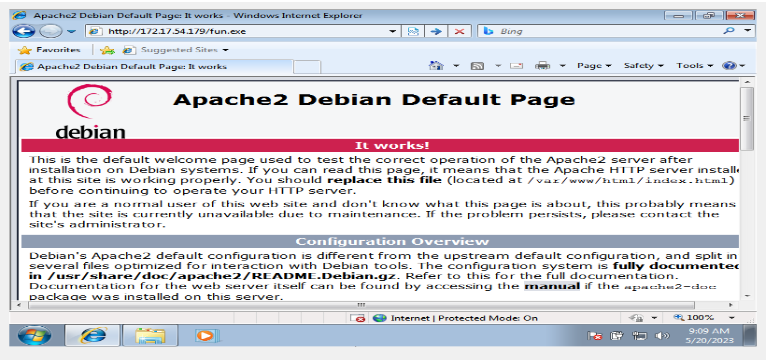 Apache2 Debian Default Page: It works - Windows Internet Explorer
http://172.17.54.179/fun.exe
Bing
Favorites
Suggested Sites
Apache2 Debian Default Page: It works
Page Safety Tools
debian
Apache2 Debian Default Page
It works!
This is the default welcome page used to test the correct operation of the Apache2 server after
installation on Debian systems. If you can read this page, it means that the Apache HTTP server installe
at this site is working properly. You should replace this file (located at /var/www/html/index.html)
before continuing to operate your HTTP server.
If you are a normal user of this web site and don't know what this page is about, this probably means
that the site is currently unavailable due to maintenance. If the problem persists, please contact the
site's administrator.
Configuration Overview
Debian's Apache2 default configuration is different from the upstream default configuration, and split in
several files optimized for interaction with Debian tools. The configuration system is fully documented
in /usr/share/doc/apache2/README.Debian.gz. Refer to this for the full documentation.
Documentation for the web server itself can be found by accessing the manual if the apache2-doc
package was installed on this server.
Internet | Protected Mode: On
100%
9:09 AM
5/20/2023